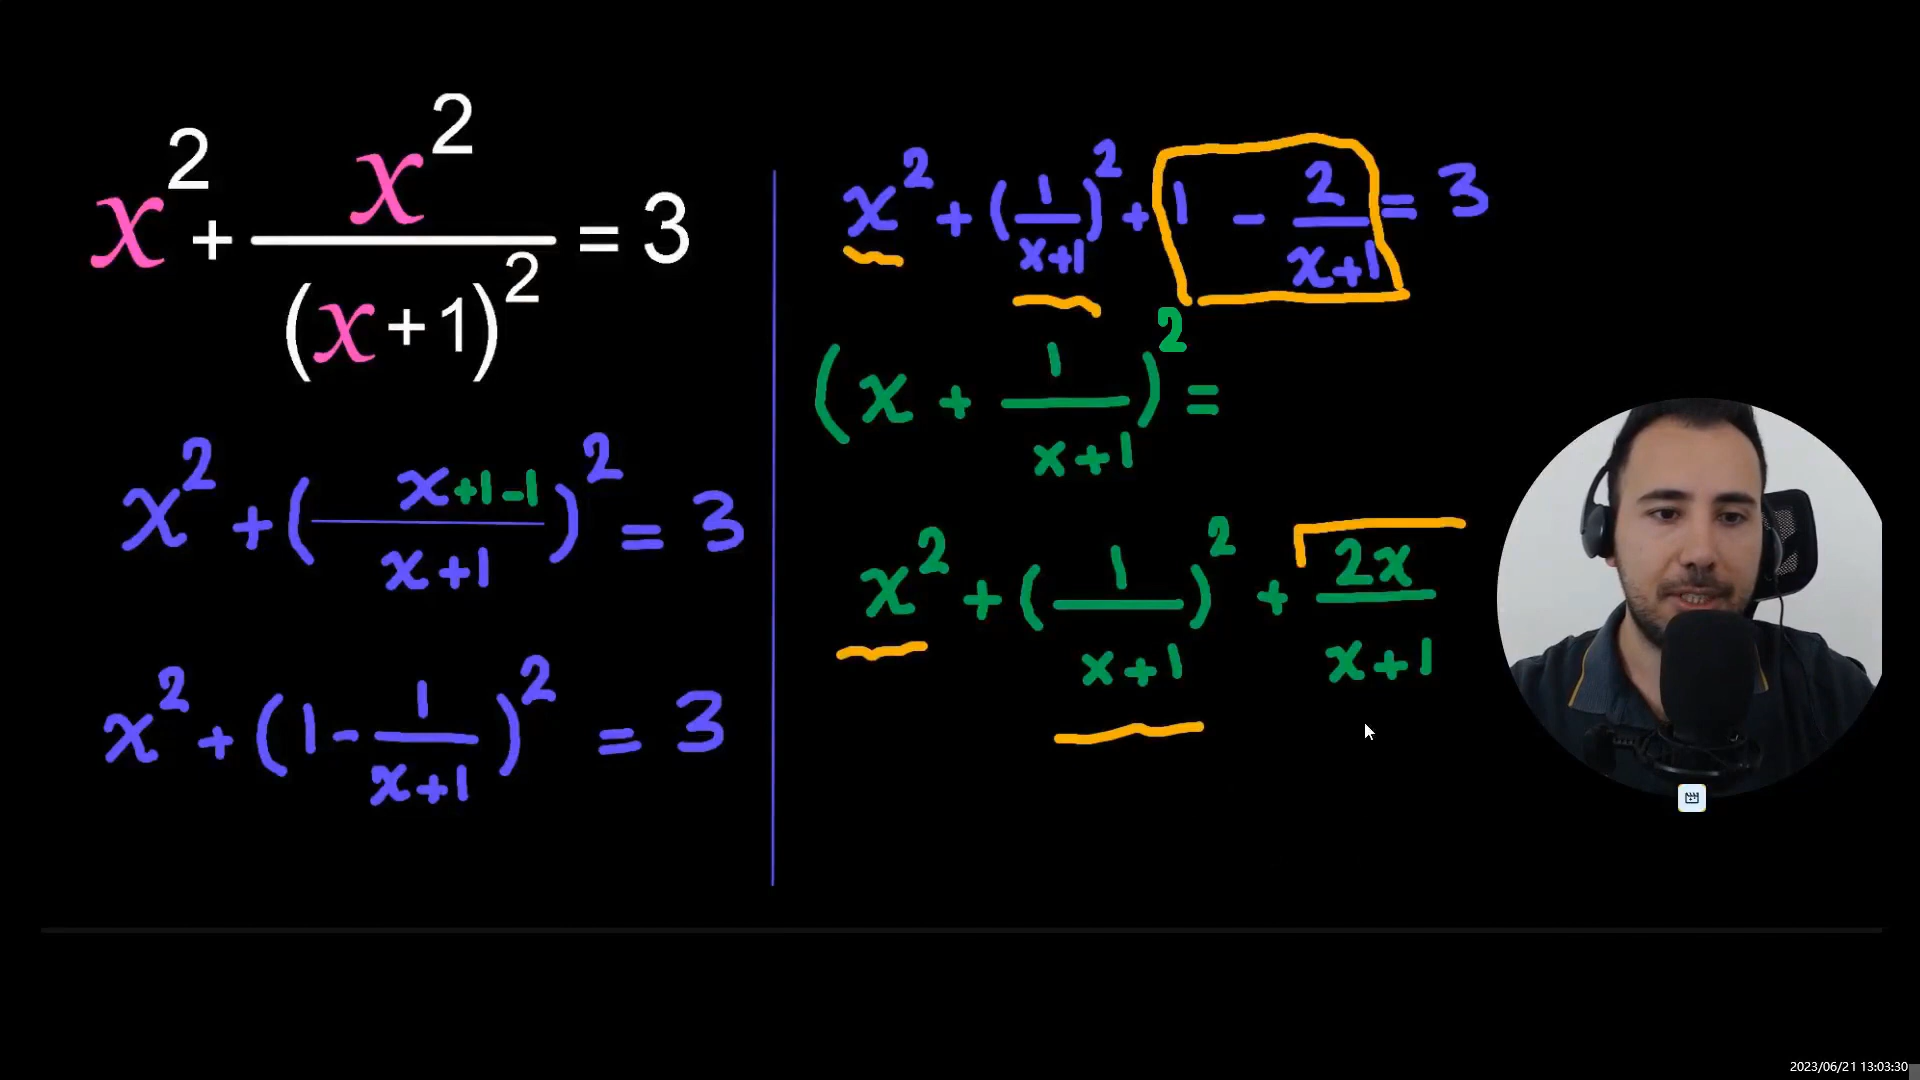 x² + x²/(x+1)² = 3
x² + (x+1-1/x+1)² = 3
x² + (1 - 1/x+1)² = 3
x² + (1/x+1)² + 1 - 2/x+1 = 3
(x + 1/x+1)² =
x² + (1/x+1)² + 2x/x+1
2023/06/21 13:03:30